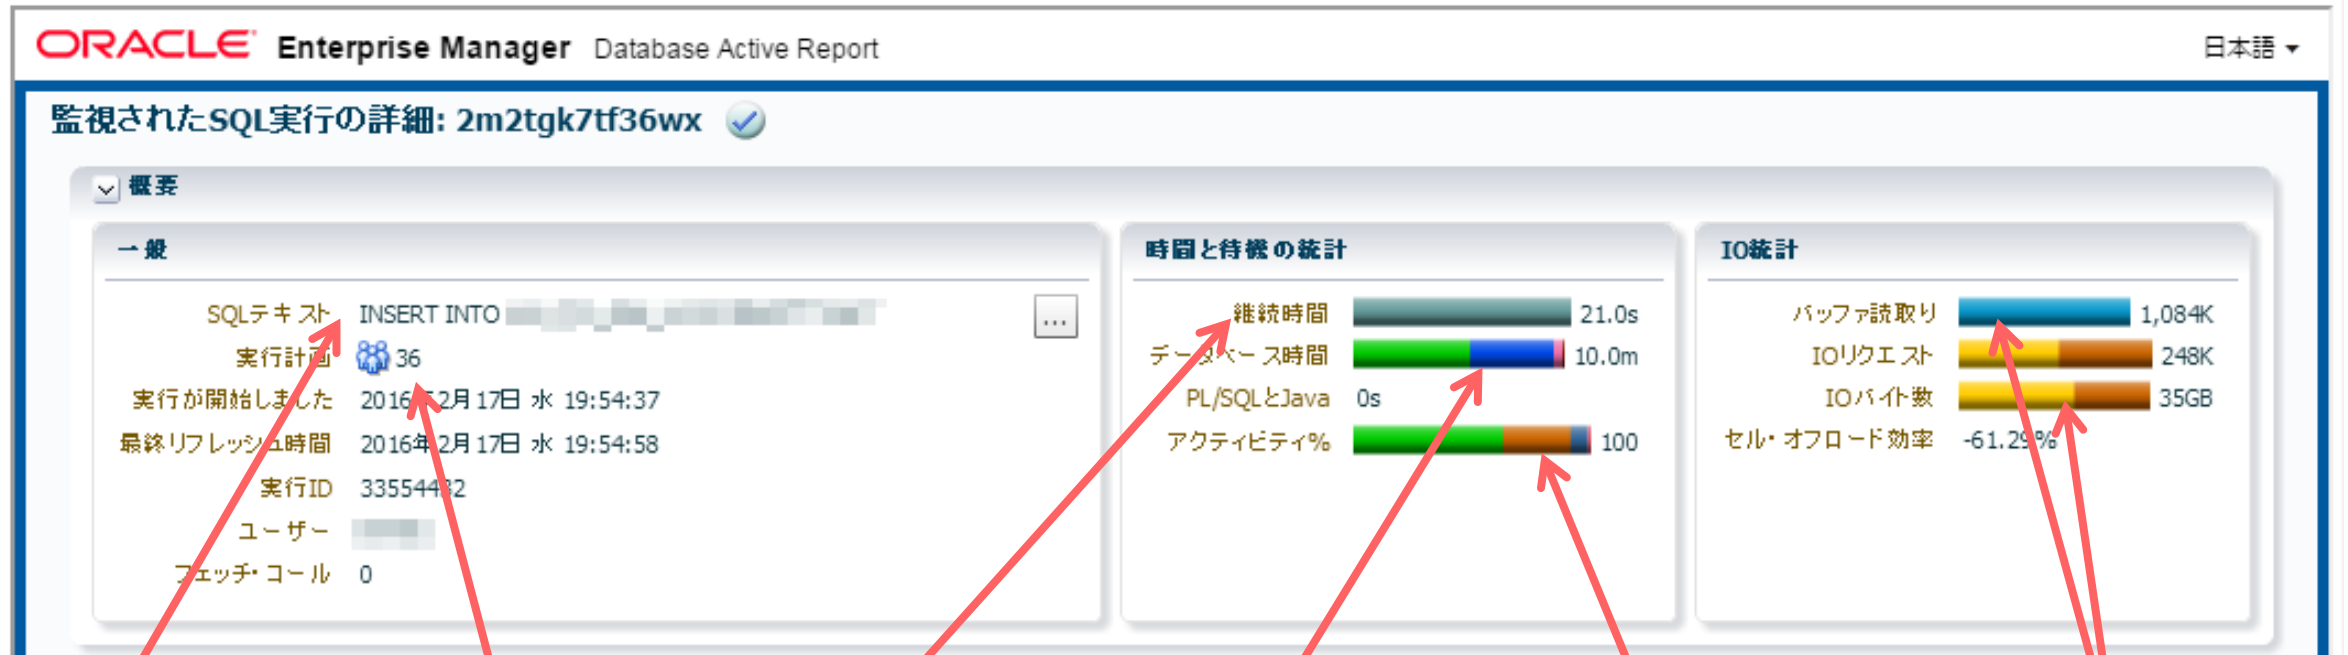 ORACLE Enterprise Manager Database Active Report
日本語
監視されたSQL実行の詳細: 2m2tgk7tf36wx
概要
一般
SQLテキスト INSERT INTO
...
実行計画 36
実行が開始しました 2016年2月17日 水 19:54:37
最終リフレッシュ時間 2016年2月17日 水 19:54:58
実行ID 33554432
ユーザー
フェッチ・コール 0
時間と待機の統計
継続時間 21.0s
データベース時間 10.0m
PL/SQLとJava 0s
アクティビティ% 100
IO統計
バッファ読取り 1,084K
IOリクエスト 248K
IOバイト数 35GB
セル・オフロード効率 -61.29%